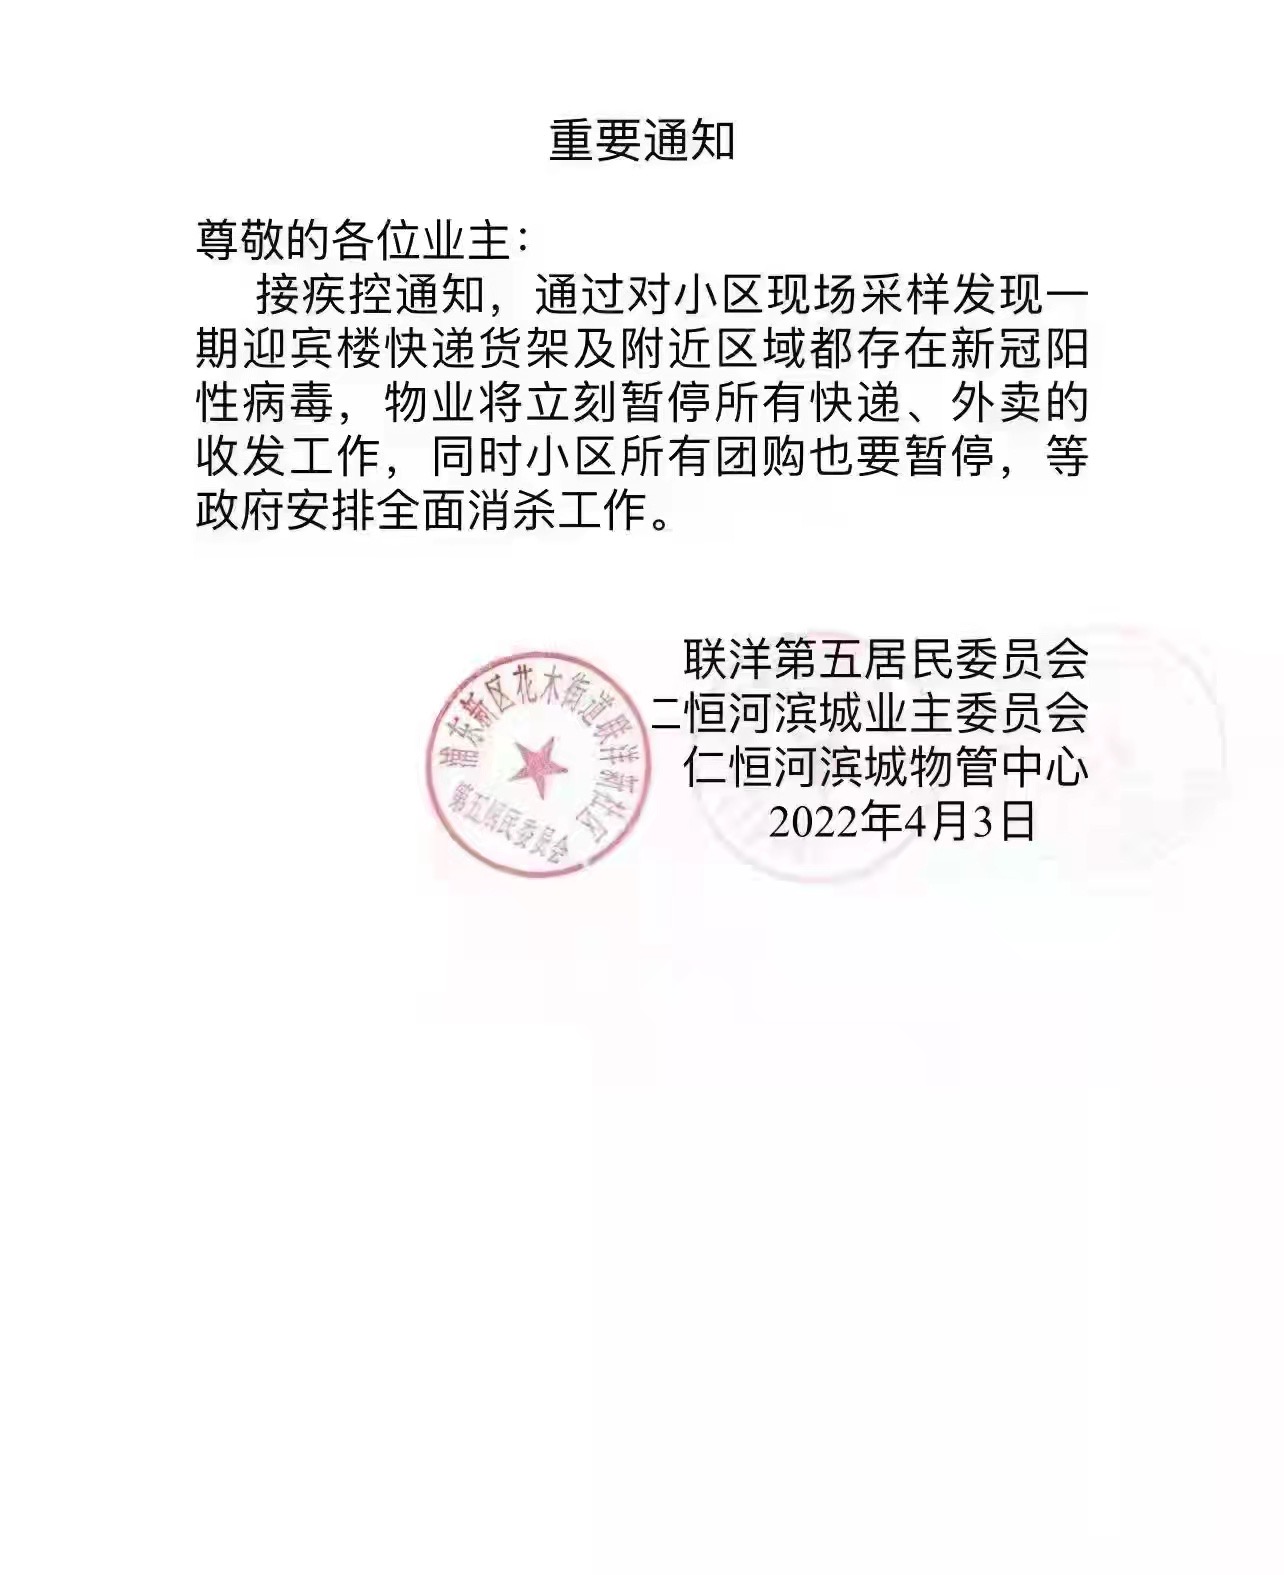 重要通知
尊敬的各位业主：
接疾控通知，通过对小区现场采样发现一
期迎宾楼快递货架及附近区域都存在新冠阳
性病毒，物业将立刻暂停所有快递、外卖的
收发工作，同时小区所有团购也要暂停，等
政府安排全面消杀工作。
联洋第五居民委员会
二恒河滨城业主委员会
仁恒河滨城物管中心
2022年4月3日
浦东新区花木街道联洋新社区
第五居民委员会